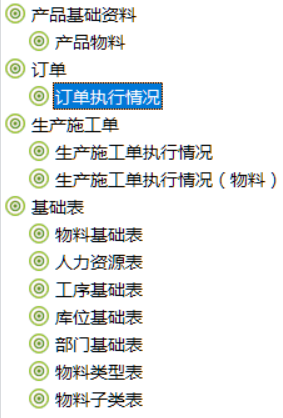 产品基础资料
产品物料
订单
订单执行情况
生产施工单
生产施工单执行情况
生产施工单执行情况（物料）
基础表
物料基础表
人力资源表
工序基础表
库位基础表
部门基础表
物料类型表
物料子类表